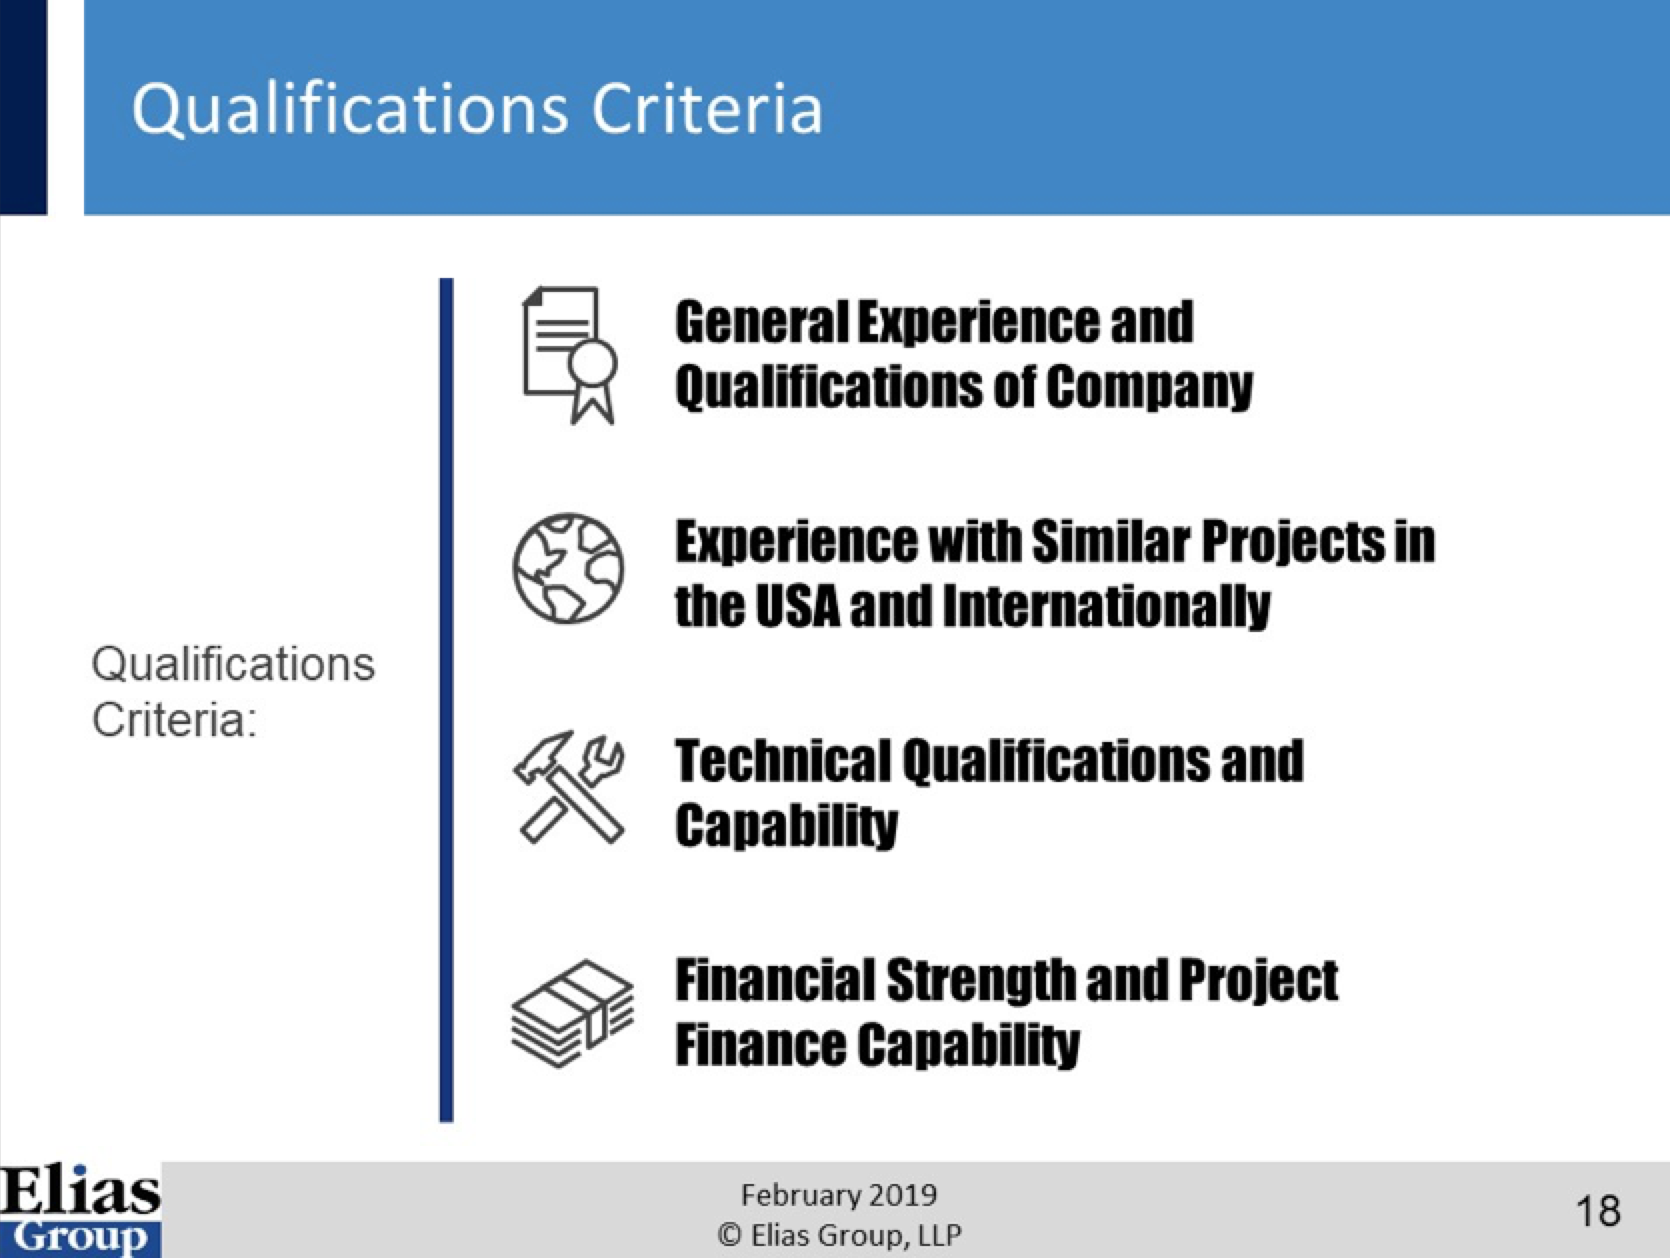 Qualifications Criteria
Qualifications
Criteria:
General Experience and
Qualifications of Company
Experience with Similar Projects in
the USA and Internationally
Technical Qualifications and
Capability
Financial Strength and Project
Finance Capability
Elias
Group
February 2019
© Elias Group, LLP
18